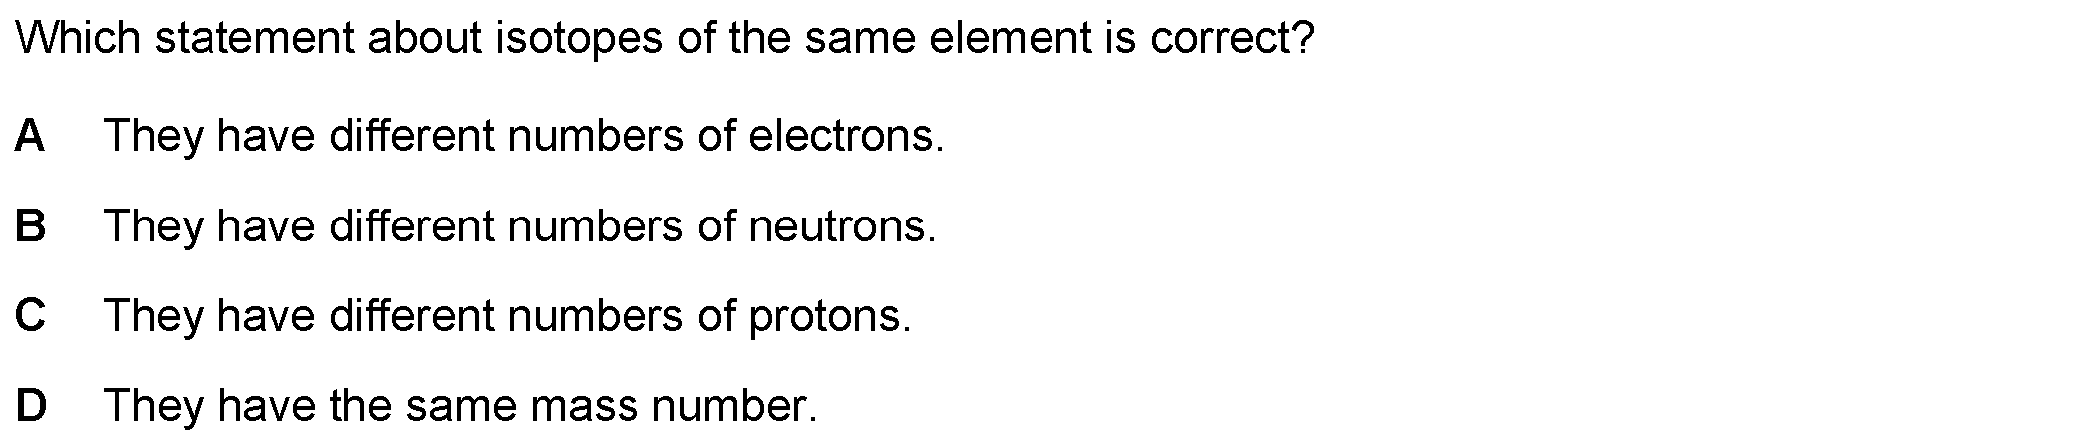 Which statement about isotopes of the same element is correct?
A They have different numbers of electrons.
B They have different numbers of neutrons.
C They have different numbers of protons.
D They have the same mass number.